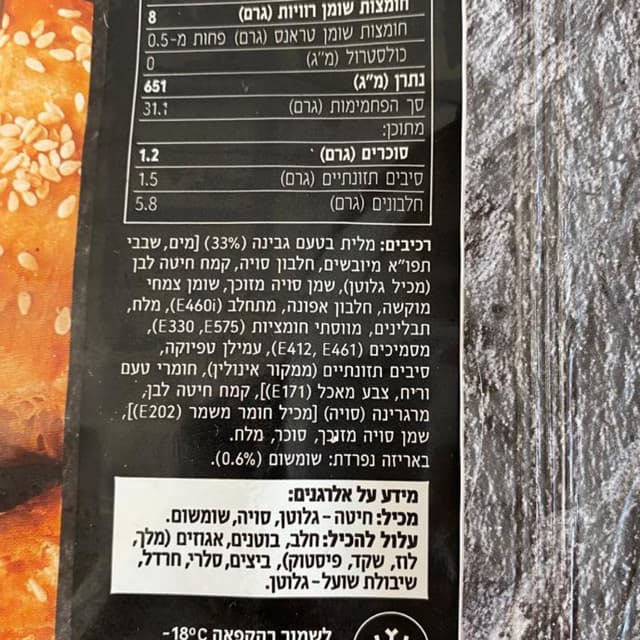 חומצות שומן רוויות (גרם) 8
חומצות שומן טראנס (גרם) פחות מ-0.5
כולסטרול (מ״ג) 0
נתרן (מ״ג) 651
סך הפחמימות (גרם) 31.1
מתוכן:
סוכרים (גרם) 1.2
סיבים תזונתיים (גרם) 1.5
חלבונים (גרם) 5.8
רכיבים: מלית בטעם גבינה (33%) [מים, שבבי
תפו״א מיובשים, חלבון סויה, קמח חיטה לבן
(מכיל גלוטן), שמן סויה מזוכך, שומן צמחי
מוקשה, חלבון אפונה, מתחלב (E460i), מלח,
תבלינים, מווסתי חומציות (E330 ,E575),
מסמיכים (E412, E461), עמילן טפיוקה,
סיבים תזונתיים (ממקור אינולין), חומרי טעם
וריח, צבע מאכל (E171)], קמח חיטה לבן,
מרגרינה (סויה) [מכיל חומר משמר (E202)],
שמן סויה מזוכך, סוכר, מלח.
באריזה נפרדת: שומשום (0.6%).
מידע על אלרגנים:
מכיל: חיטה - גלוטן, סויה, שומשום.
עלול להכיל: חלב, בוטנים, אגוזים (מלך,
לוז, שקד, פיסטוק), ביצים, סלרי, חרדל,
שיבולת שועל - גלוטן.
לשמור בהקפאה 18°C-